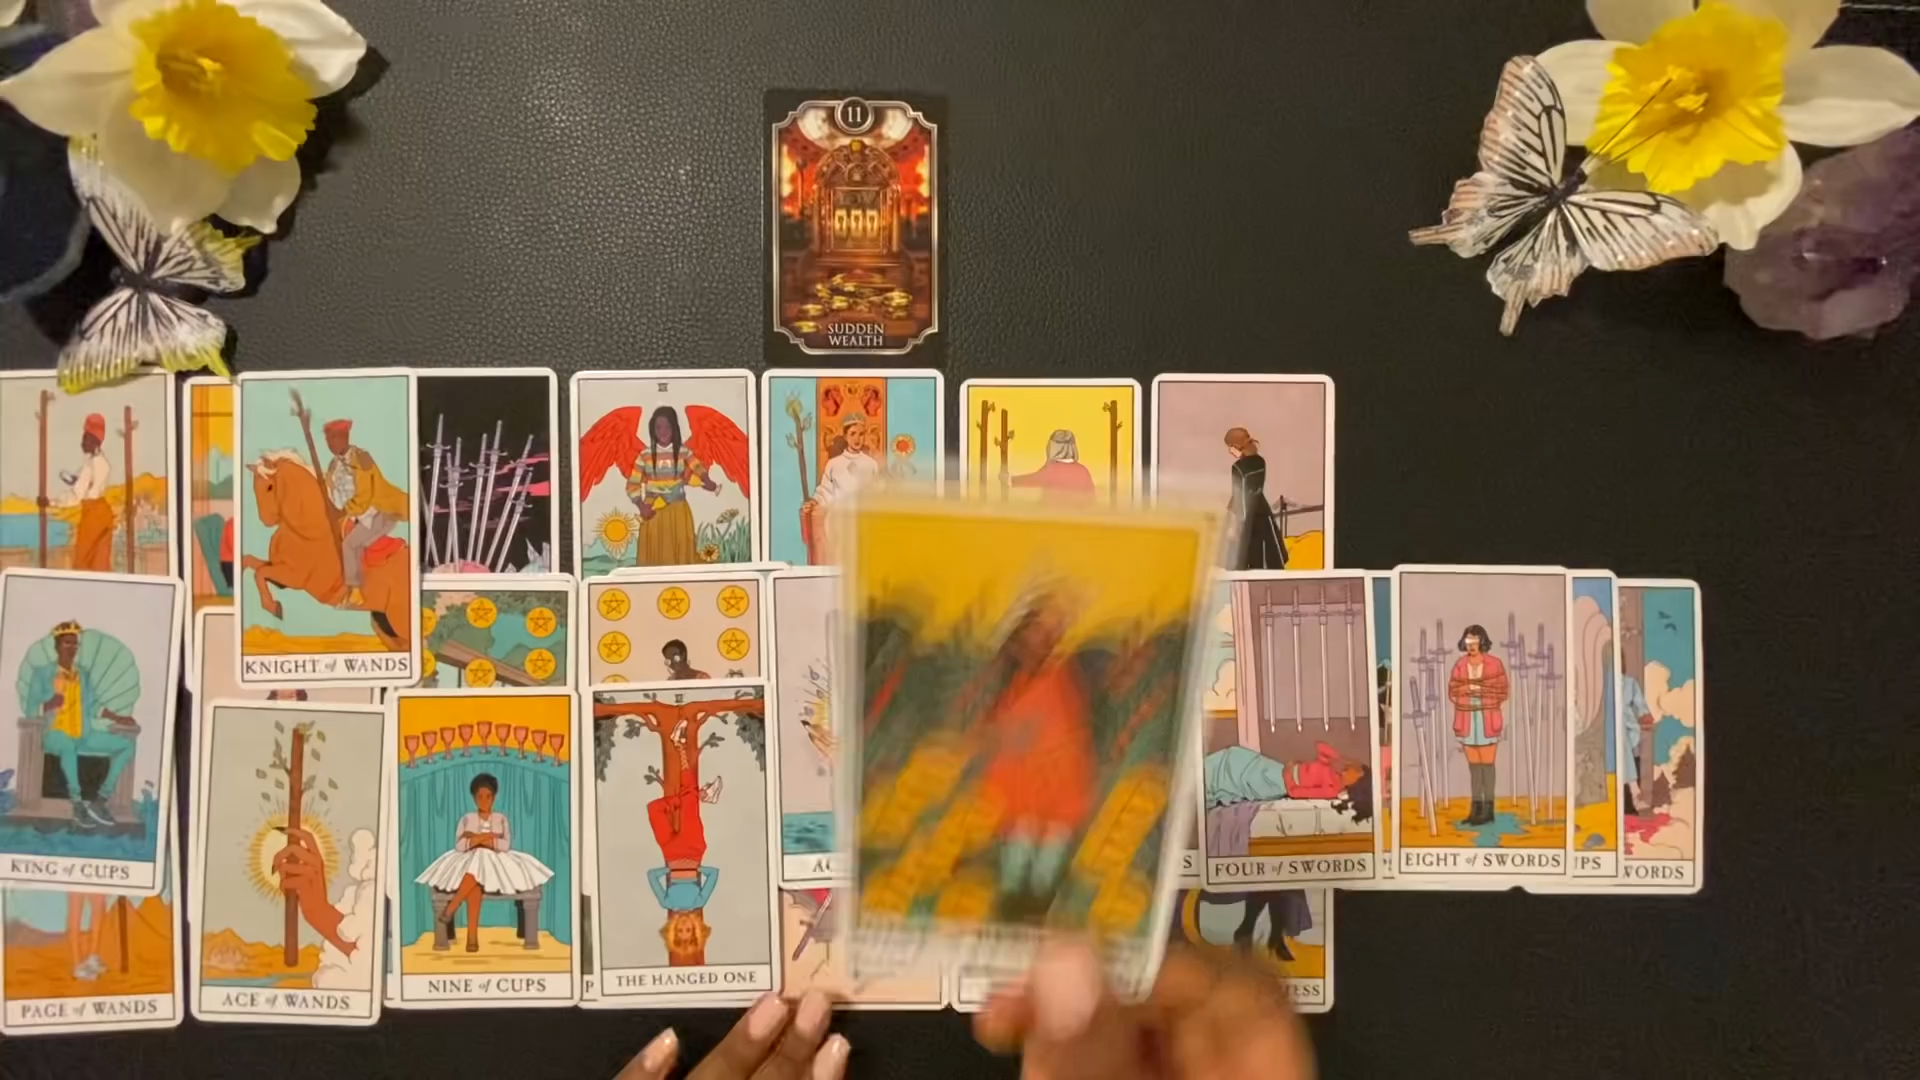 11
SUDDEN
WEALTH
KNIGHT of WANDS
KING of CUPS
FOUR of SWORDS
EIGHT of SWORDS
PAGE of WANDS
ACE of WANDS
NINE of CUPS
THE HANGED ONE